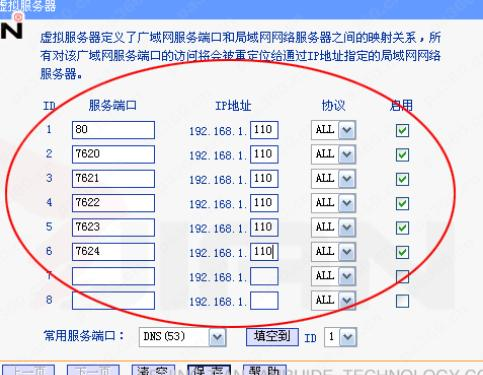 虚拟服务器
N®
虚拟服务器定义了广域网服务端口和局域网网络服务器之间的映射关系，所
有对该广域网服务端口的访问将会被重定位给通过IP地址指定的局域网网络
服务器。
ID 服务端口 IP地址 协议 启用
1 80 192.168.1. 110 ALL
2 7620 192.168.1. 110 ALL
3 7621 192.168.1. 110 ALL
4 7622 192.168.1. 110 ALL
5 7623 192.168.1. 110 ALL
6 7624 192.168.1. 110 ALL
7 192.168.1. ALL
8 192.168.1. ALL
常用服务端口： DNS(53) 填空到 ID 1
上一页 下一页 清 空 保 存 帮 助
TECHNOLOGY CO